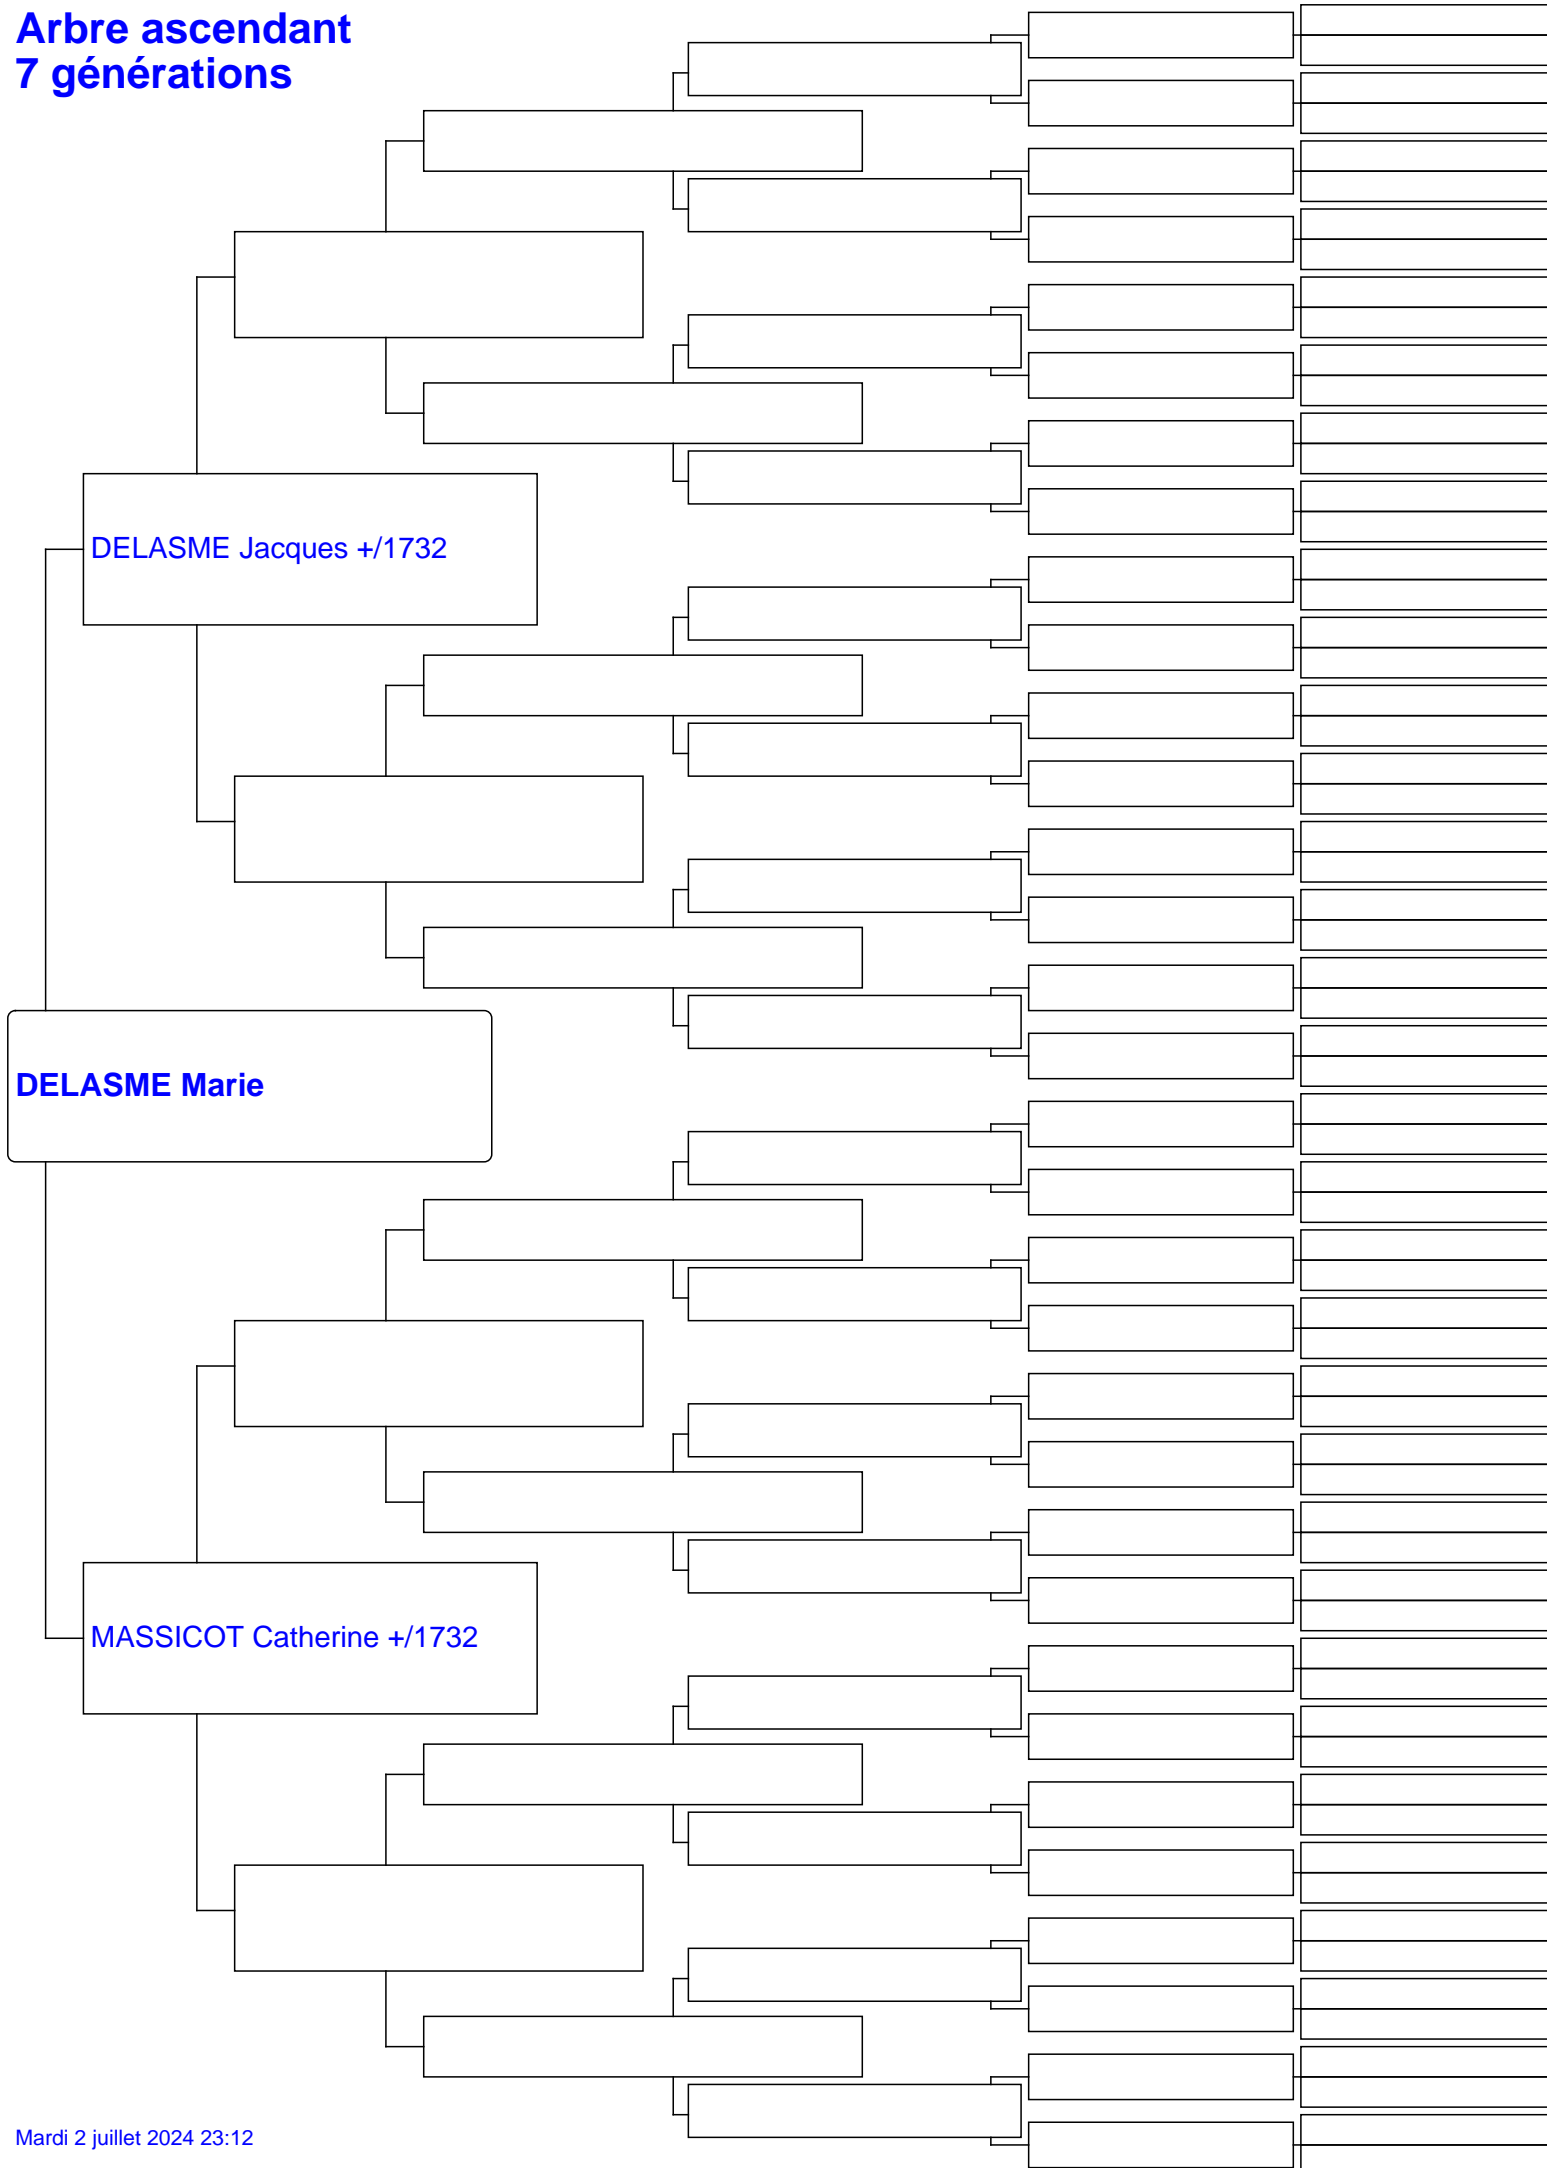 Arbre ascendant
7 générations
DELASME Jacques +/1732
DELASME Marie
MASSICOT Catherine +/1732
Mardi 2 juillet 2024 23:12